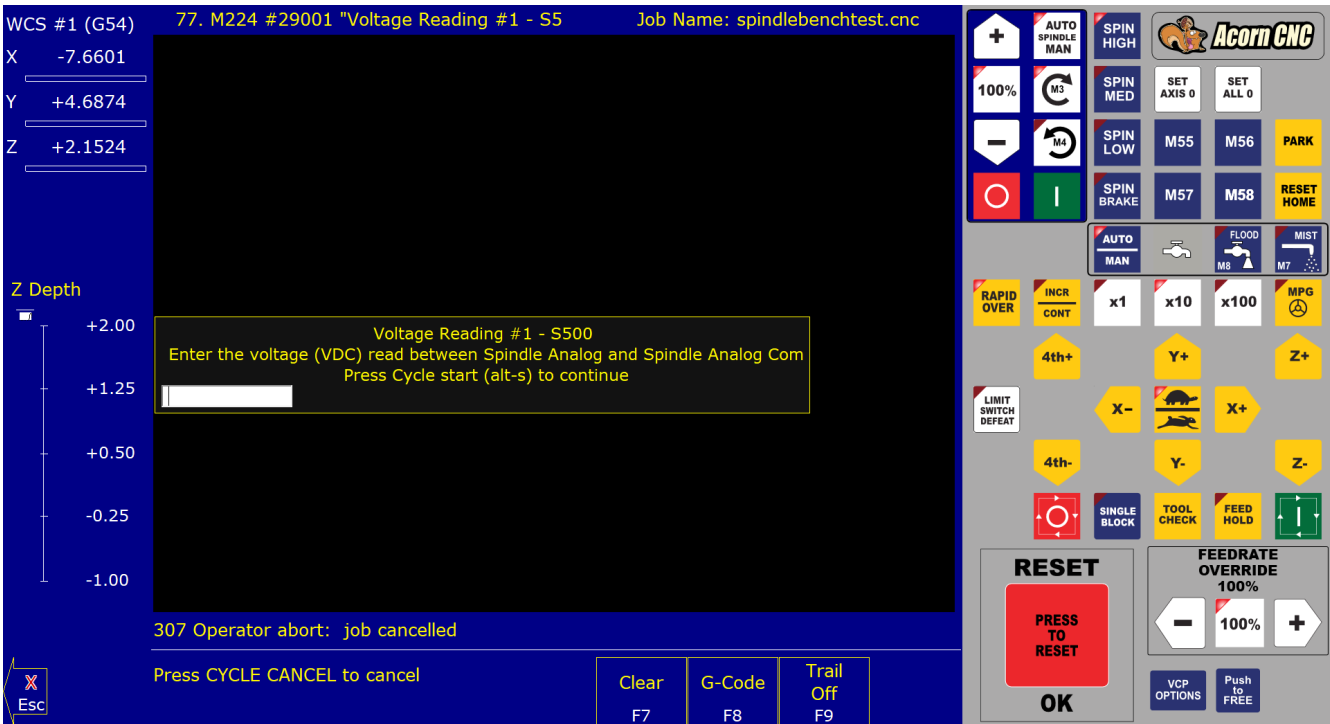 WCS #1 (G54)
X -7.6601
Y +4.6874
Z +2.1524
77. M224 #29001 "Voltage Reading #1 - S5
Job Name: spindlebenchtest.cnc
Z Depth
+2.00
+1.25
+0.50
-0.25
-1.00
Voltage Reading #1 - S500
Enter the voltage (VDC) read between Spindle Analog and Spindle Analog Com
Press Cycle start (alt-s) to continue
307 Operator abort: job cancelled
Press CYCLE CANCEL to cancel
X
Esc
Clear
F7
G-Code
F8
Trail
Off
F9
+
AUTO
SPINDLE
MAN
SPIN
HIGH
Acorn CNC
100%
M3
SPIN
MED
SET
AXIS 0
SET
ALL 0
−
M4
SPIN
LOW
M55
M56
PARK
SPIN
BRAKE
M57
M58
RESET
HOME
AUTO
MAN
FLOOD
M8
MIST
M7
RAPID
OVER
INCR
CONT
x1
x10
x100
MPG
4th+
Y+
Z+
LIMIT
SWITCH
DEFEAT
X-
X+
4th-
Y-
Z-
SINGLE
BLOCK
TOOL
CHECK
FEED
HOLD
RESET
PRESS
TO
RESET
OK
FEEDRATE
OVERRIDE
100%
−
100%
+
VCP
OPTIONS
Push
to
FREE